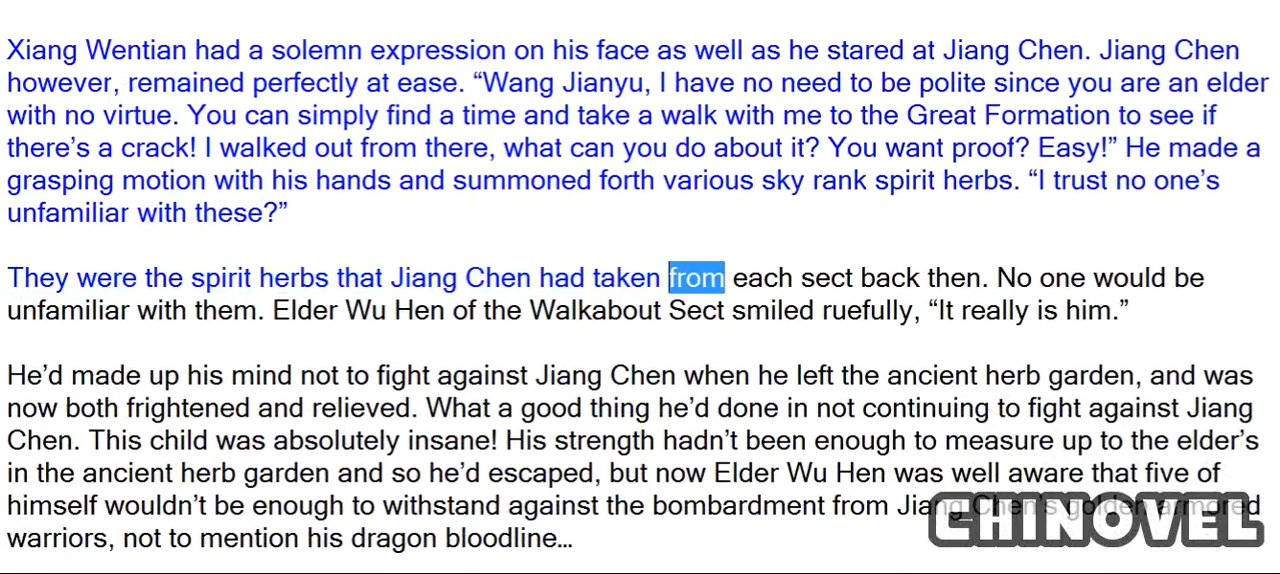 Xiang Wentian had a solemn expression on his face as well as he stared at Jiang Chen. Jiang Chen
however, remained perfectly at ease. “Wang Jianyu, I have no need to be polite since you are an elder
with no virtue. You can simply find a time and take a walk with me to the Great Formation to see if
there’s a crack! I walked out from there, what can you do about it? You want proof? Easy!” He made a
grasping motion with his hands and summoned forth various sky rank spirit herbs. “I trust no one’s
unfamiliar with these?”
They were the spirit herbs that Jiang Chen had taken from each sect back then. No one would be
unfamiliar with them. Elder Wu Hen of the Walkabout Sect smiled ruefully, “It really is him.”
He’d made up his mind not to fight against Jiang Chen when he left the ancient herb garden, and was
now both frightened and relieved. What a good thing he’d done in not continuing to fight against Jiang
Chen. This child was absolutely insane! His strength hadn’t been enough to measure up to the elder’s
in the ancient herb garden and so he’d escaped, but now Elder Wu Hen was well aware that five of
himself wouldn’t be enough to withstand against the bombardment from Jiang Chen’s golden armored
warriors, not to mention his dragon bloodline...
CHINOVEL